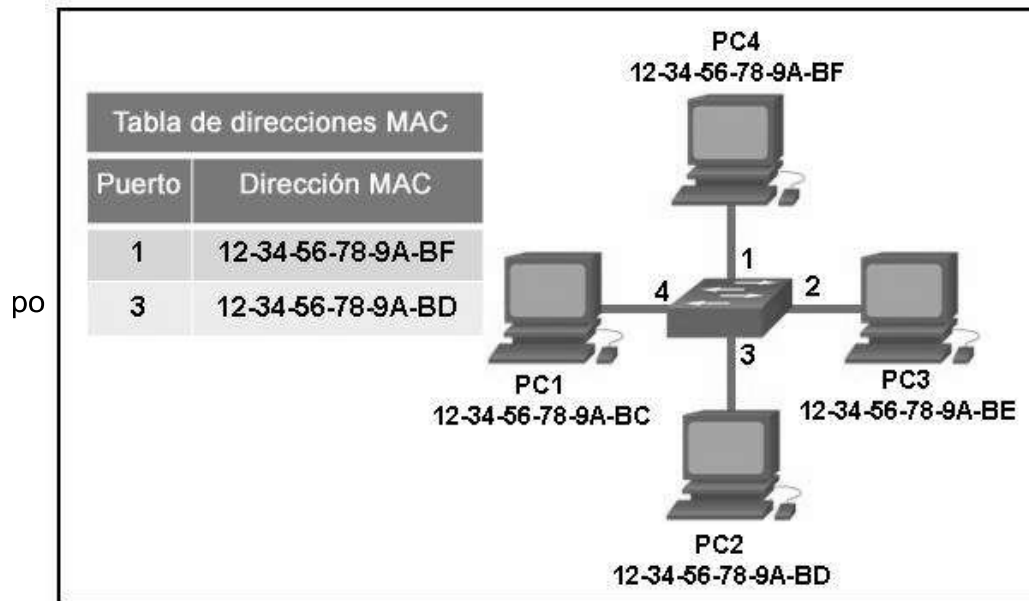 PC4
12-34-56-78-9A-BF
Tabla de direcciones MAC
Puerto Dirección MAC
1 12-34-56-78-9A-BF
3 12-34-56-78-9A-BD
po
1
4
2
3
PC1
12-34-56-78-9A-BC
PC3
12-34-56-78-9A-BE
PC2
12-34-56-78-9A-BD